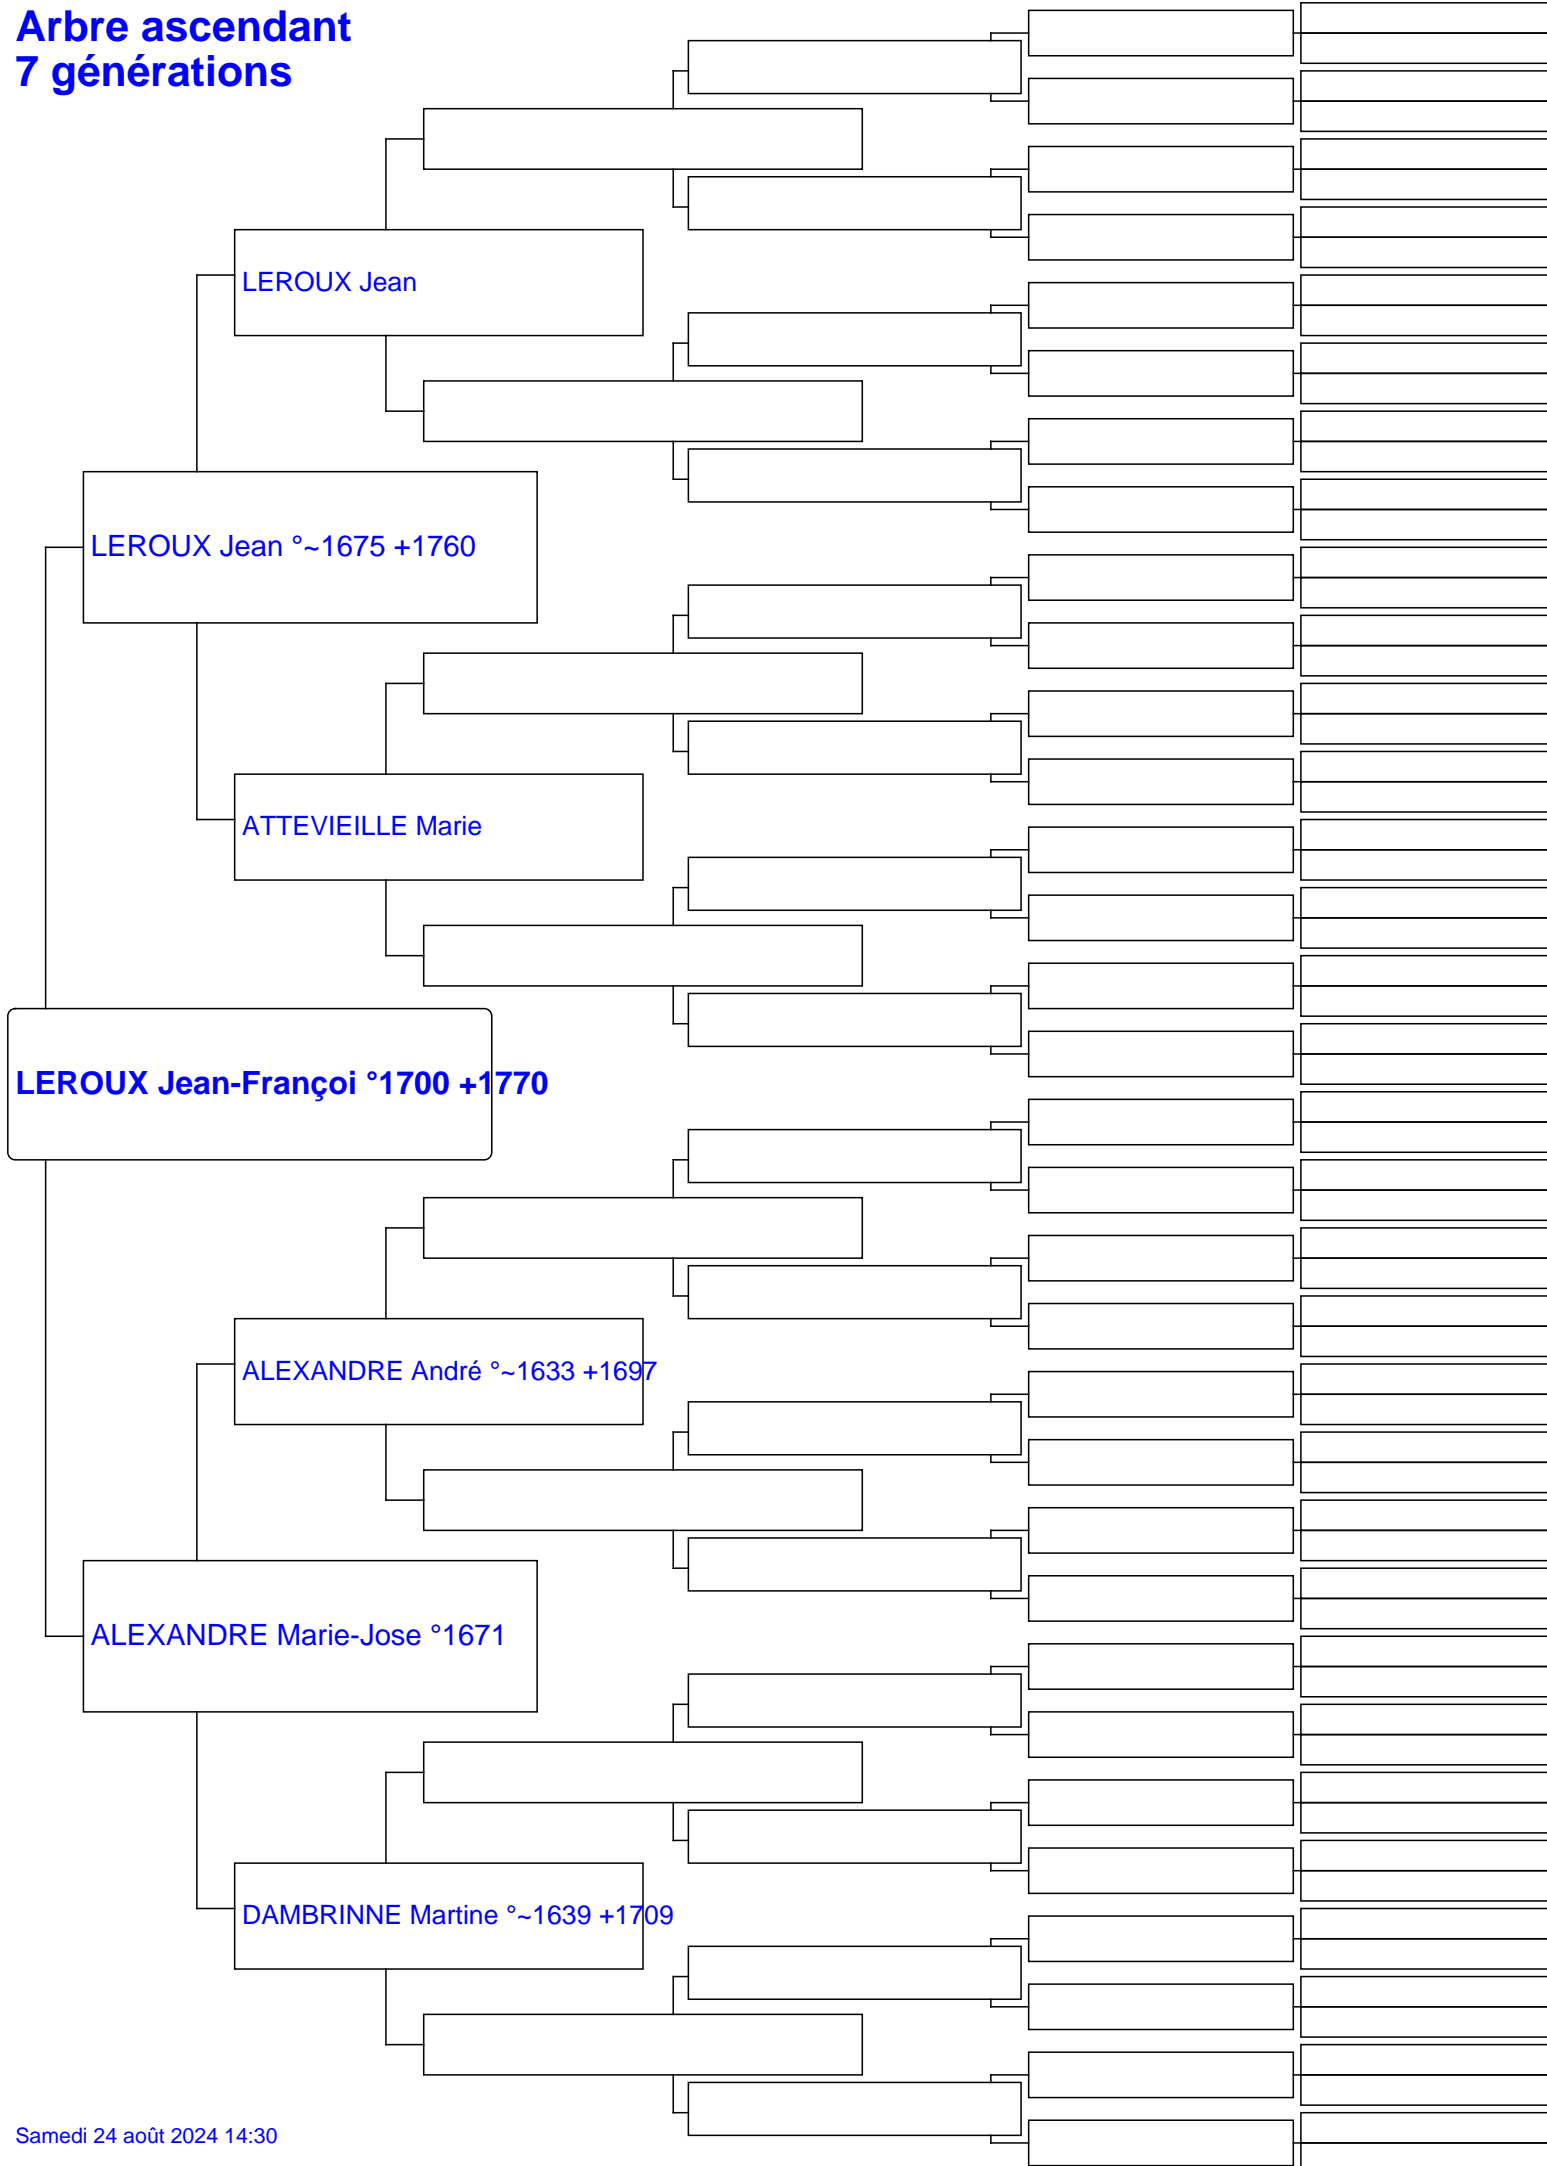 Arbre ascendant
7 générations
LEROUX Jean
LEROUX Jean °~1675 +1760
ATTEVIEILLE Marie
LEROUX Jean-Françoi °1700 +1770
ALEXANDRE André °~1633 +1697
ALEXANDRE Marie-Jose °1671
DAMBRINNE Martine °~1639 +1709
Samedi 24 août 2024 14:30